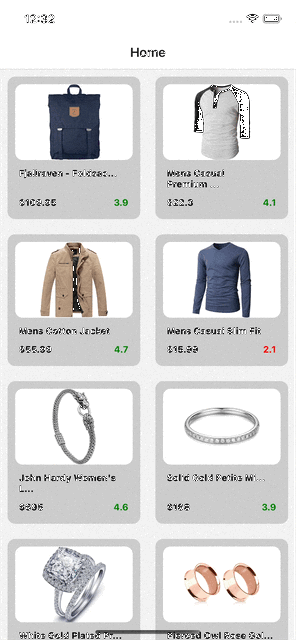 12:32
Home
Fjallraven - Foldsac...
Mens Casual
Premium ...
$109.95
3.9
$22.3
4.1
Mens Cotton Jacket
Mens Casual Slim Fit
$55.99
4.7
$15.99
2.1
John Hardy Women's
L...
Solid Gold Petite Mi...
$695
4.6
$168
3.9
White Gold Plated Pr...
Pierced Owl Rose Gol...